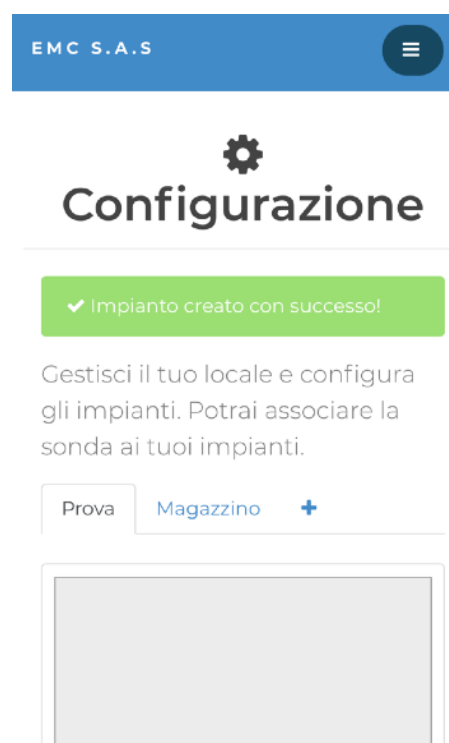 EMC S.A.S
Configurazione
Impianto creato con successo!
Gestisci il tuo locale e configura
gli impianti. Potrai associare la
sonda ai tuoi impianti.
Prova Magazzino +